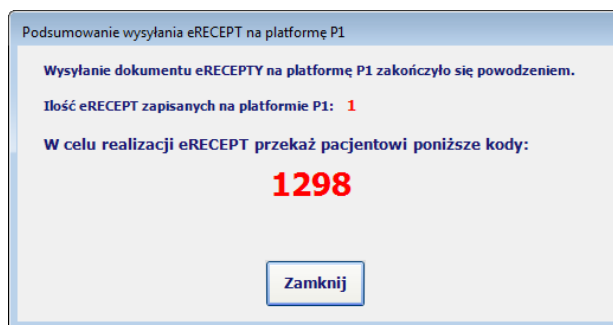 Podsumowanie wysyłania eRECEPT na platformę P1
Wysyłanie dokumentu eRECEPTY na platformę P1 zakończyło się powodzeniem.
Ilość eRECEPT zapisanych na platformie P1: 1
W celu realizacji eRECEPT przekaż pacjentowi poniższe kody:
1298
Zamknij